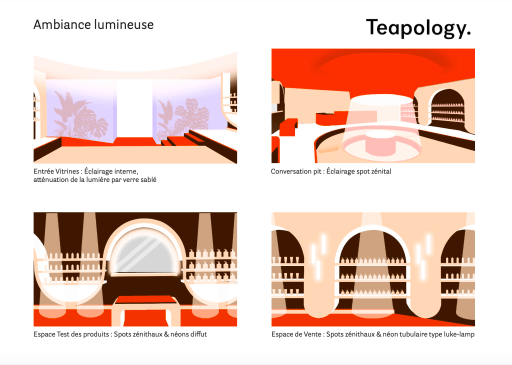 Ambiance lumineuse
Teapology.
Entrée Vitrines : Éclairage interne,
atténuation de la lumière par verre sablé
Conversation pit : Éclairage spot zénital
Espace Test des produits : Spots zénithaux & néons diffut
Espace de Vente : Spots zénithaux & néon tubulaire type luke-lamp